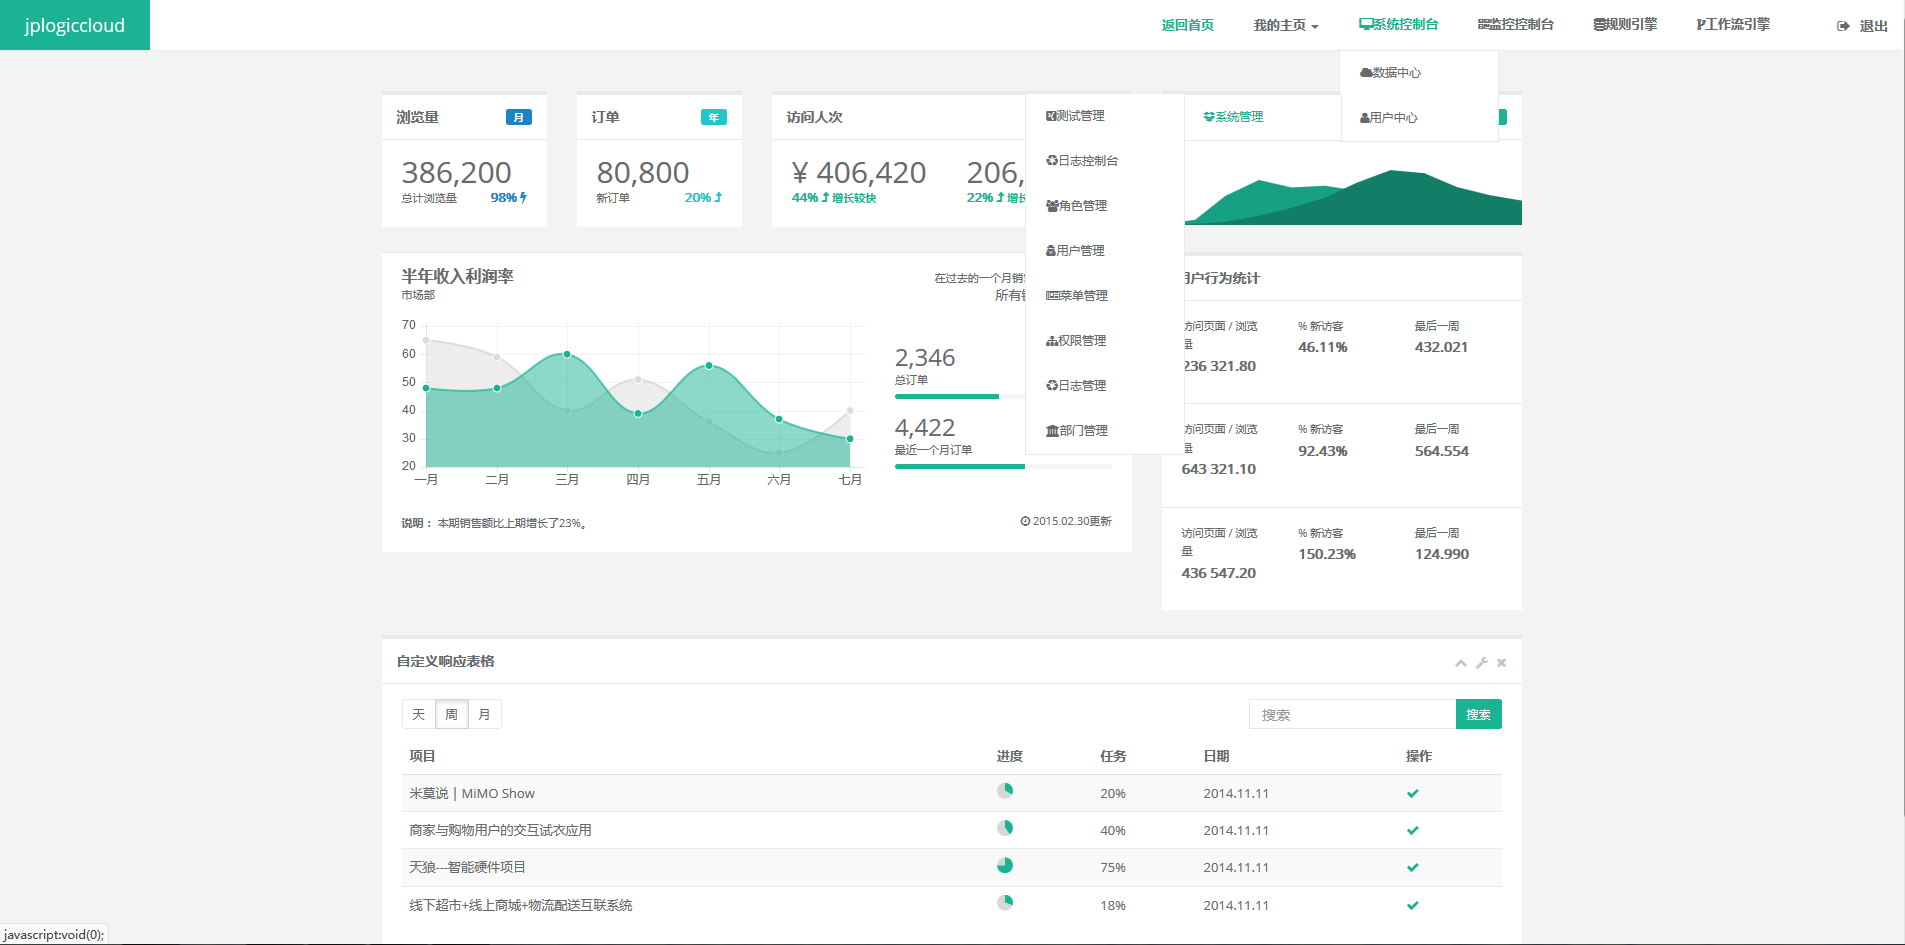 jplogiccloud
返回首页 我的主页 系统控制台 监控控制台 规则引擎 工作流引擎 退出
数据中心
用户中心
系统管理
测试管理
日志控制台
角色管理
用户管理
菜单管理
权限管理
日志管理
部门管理
浏览量 月
386,200
总计浏览量 98%
订单 年
80,800
新订单 20%
访问人次
¥ 406,420 206,
44% 增长较快 22% 增长
半年收入利润率
市场部
在过去的一个月销
所有
70
60
50
40
30
20
一月 二月 三月 四月 五月 六月 七月
2,346
总订单
4,422
最近一个月订单
说明： 本期销售额比上期增长了23%。
2015.02.30更新
用户行为统计
访问页面 / 浏览量 % 新访客 最后一周
236 321.80 46.11% 432.021
访问页面 / 浏览量 % 新访客 最后一周
643 321.10 92.43% 564.554
访问页面 / 浏览量 % 新访客 最后一周
436 547.20 150.23% 124.990
自定义响应表格
天 周 月
搜索 搜索
项目 进度 任务 日期 操作
米莫说 | MiMO Show 20% 2014.11.11
商家与购物用户的交互试衣应用 40% 2014.11.11
天狼---智能硬件项目 75% 2014.11.11
线下超市+线上商城+物流配送互联系统 18% 2014.11.11
javascript:void(0);